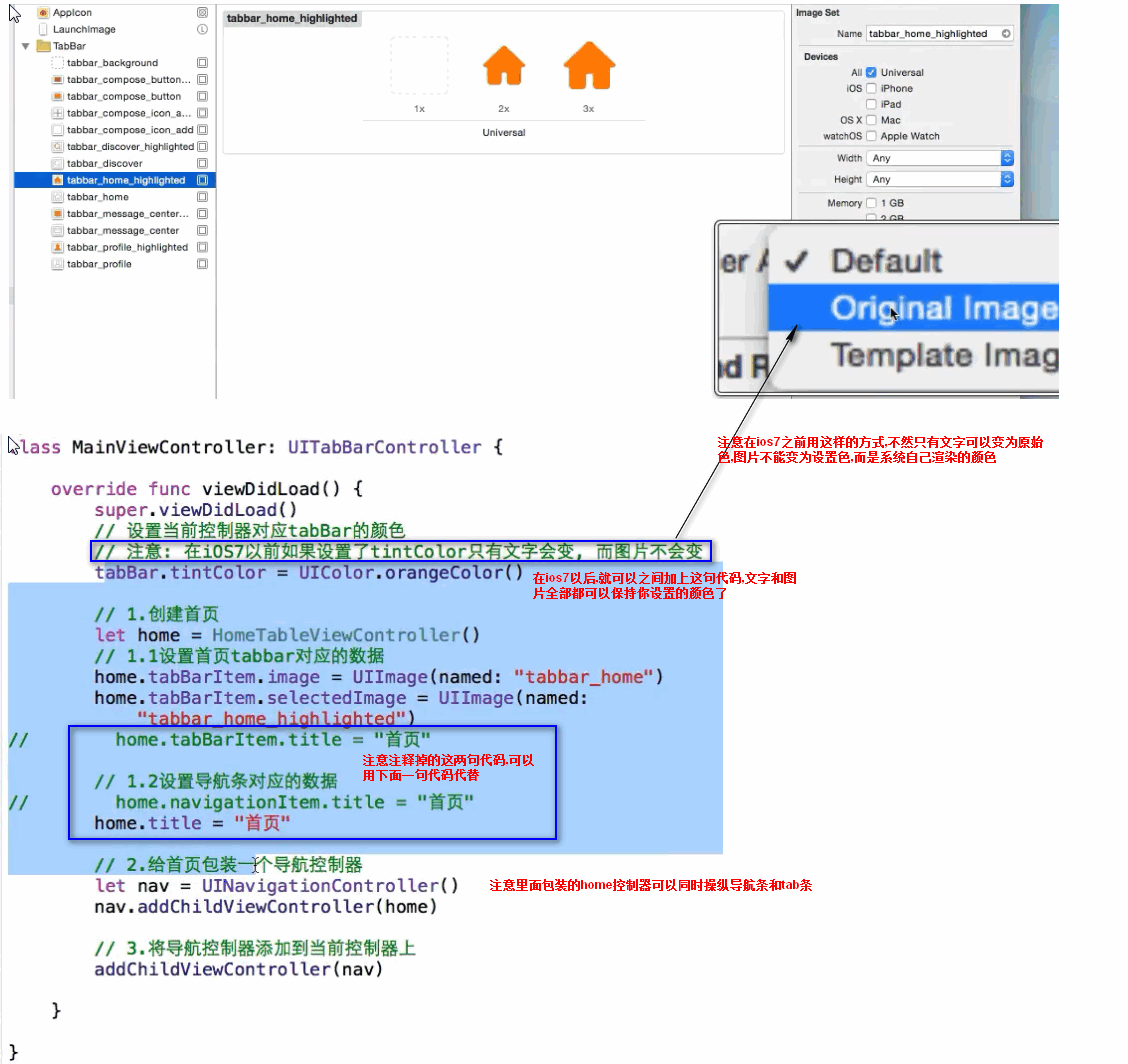 AppIcon
LaunchImage
TabBar
tabbar_background
tabbar_compose_button...
tabbar_compose_button
tabbar_compose_icon_a...
tabbar_compose_icon_add
tabbar_discover_highlighted
tabbar_discover
tabbar_home_highlighted
tabbar_home
tabbar_message_center...
tabbar_message_center
tabbar_profile_highlighted
tabbar_profile
tabbar_home_highlighted
1x 2x 3x
Universal
Image Set
Name tabbar_home_highlighted
Devices
All Universal
iOS iPhone
iPad
OS X Mac
watchOS Apple Watch
Width Any
Height Any
Memory 1 GB
2 GB
er A Default
Original Image
nd R Template Imag
注意在ios7之前用这样的方式,不然只有文字可以变为原始
色,图片不能变为设置色,而是系统自己渲染的颜色
lass MainViewController: UITabBarController {
override func viewDidLoad() {
super.viewDidLoad()
// 设置当前控制器对应tabBar的颜色
// 注意: 在iOS7以前如果设置了tintColor只有文字会变, 而图片不会变
tabBar.tintColor = UIColor.orangeColor()
在ios7以后,就可以之间加上这句代码,文字和图
片全部都可以保持你设置的颜色了
// 1.创建首页
let home = HomeTableViewController()
// 1.1设置首页tabbar对应的数据
home.tabBarItem.image = UIImage(named: "tabbar_home")
home.tabBarItem.selectedImage = UIImage(named:
"tabbar_home_highlighted")
// home.tabBarItem.title = "首页"
注意注释掉的这两句代码,可以
用下面一句代码代替
// 1.2设置导航条对应的数据
// home.navigationItem.title = "首页"
home.title = "首页"
// 2.给首页包装一个导航控制器
let nav = UINavigationController()
注意里面包装的home控制器可以同时操纵导航条和tab条
nav.addChildViewController(home)
// 3.将导航控制器添加到当前控制器上
addChildViewController(nav)
}
}